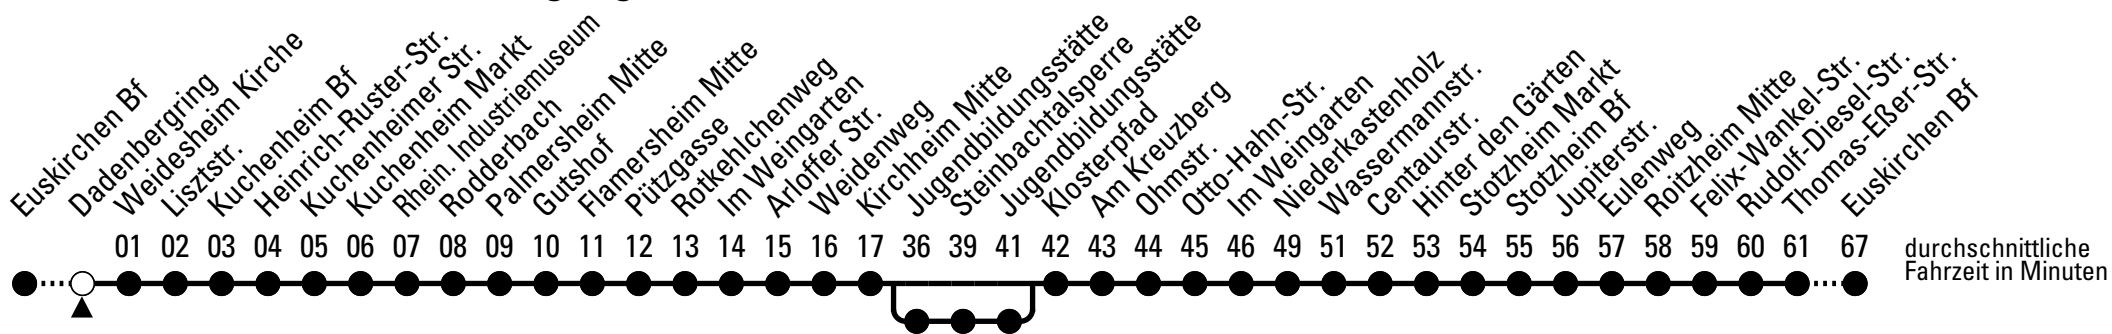 Euskirchen Bf
Dadenbergring
Weidesheim Kirche
Lisztstr.
Kuchenheim Bf
Heinrich-Ruster-Str.
Kuchenheimer Str.
Kuchenheim Markt
Rhein. Industriemuseum
Rodderbach
Palmersheim Mitte
Gutshof
Flamersheim Mitte
Pützgasse
Rotkehlchenweg
Im Weingarten
Arloffer Str.
Weidenweg
Kirchheim Mitte
Jugendbildungsstätte
Steinbachtalsperre
Jugendbildungsstätte
Klosterpfad
Am Kreuzberg
Ohmstr.
Otto-Hahn-Str.
Im Weingarten
Niederkastenholz
Wassermannstr.
Centaurstr.
Hinter den Gärten
Stotzheim Markt
Stotzheim Bf
Jupiterstr.
Eulenweg
Roitzheim Mitte
Felix-Wankel-Str.
Rudolf-Diesel-Str.
Thomas-Eßer-Str.
Euskirchen Bf
01 02 03 04 05 06 07 08 09 10 11 12 13 14 15 16 17 36 39 41 42 43 44 45 46 49 51 52 53 54 55 56 57 58 59 60 61 67
durchschnittliche
Fahrzeit in Minuten